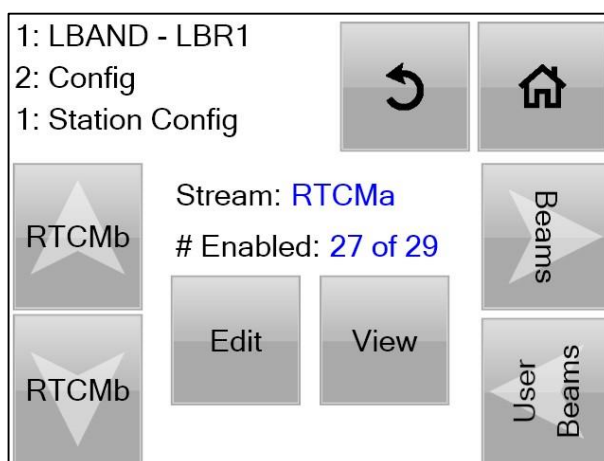 1: LBAND - LBR1
2: Config
1: Station Config
RTCMb
Stream: RTCMa
# Enabled: 27 of 29
Beams
Edit
View
RTCMb
User
Beams